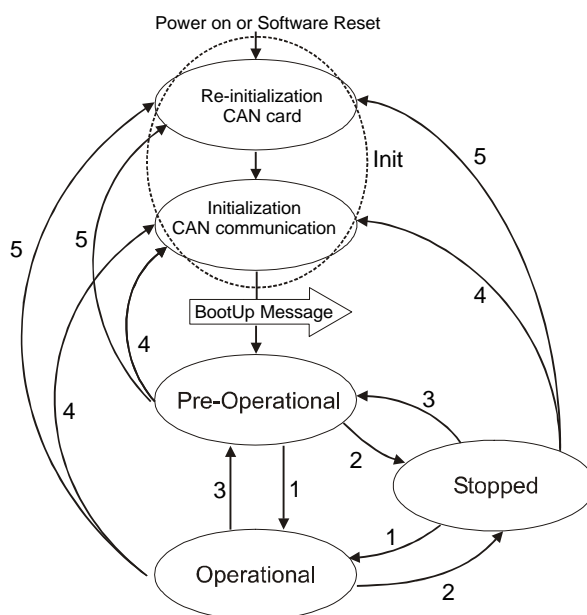 Power on or Software Reset
Re-initialization
CAN card
Init
5
Initialization
CAN communication
5
5
4
BootUp Message
4
4
Pre-Operational
3
2
Stopped
3
1
1
Operational
2